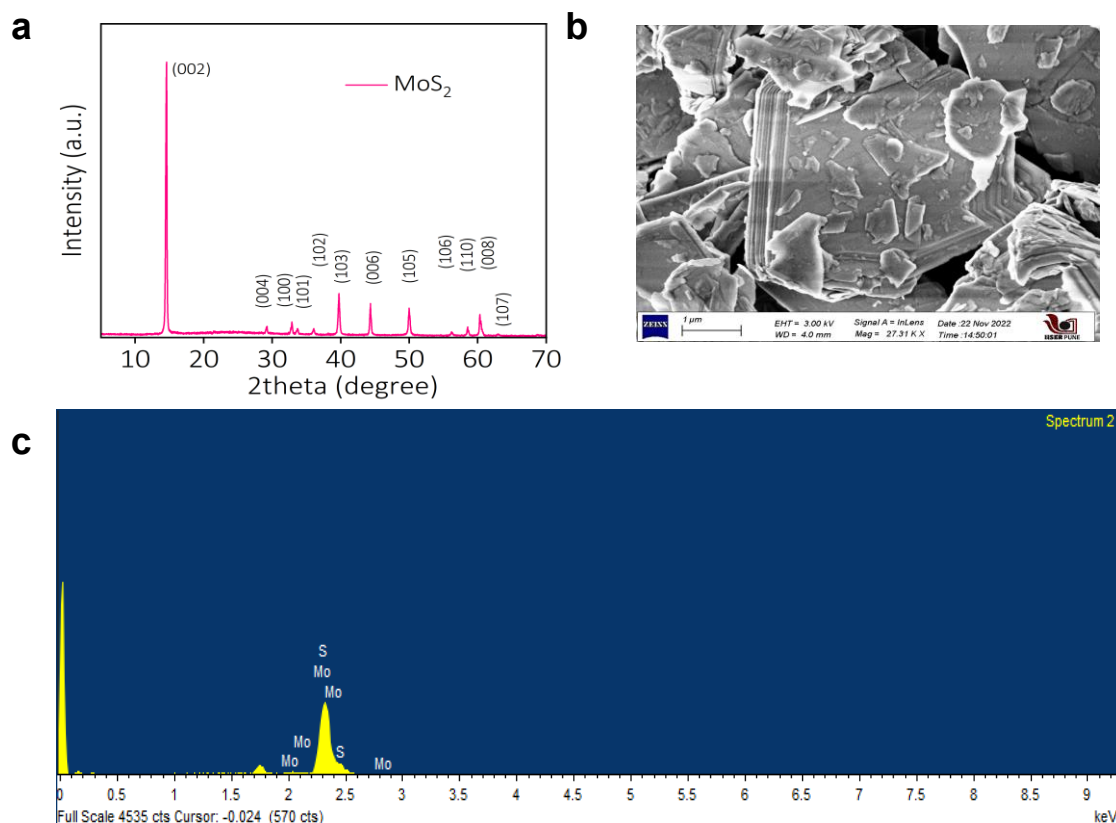 a
(002)
MoS2
(004)
(100)
(101)
(102)
(103)
(006)
(105)
(106)
(110)
(008)
(107)
Intensity (a.u.)
10 20 30 40 50 60 70
2theta (degree)
b
ZEISS
1 µm
EHT = 3.00 kV Signal A = InLens Date :22 Nov 2022
WD = 4.0 mm Mag = 27.31 K X Time :14:50:01
IISER PUNE
c
Spectrum 2
S
Mo
Mo
Mo
S
Mo
Mo
0 0.5 1 1.5 2 2.5 3 3.5 4 4.5 5 5.5 6 6.5 7 7.5 8 8.5 9
Full Scale 4535 cts Cursor: -0.024 (570 cts) keV